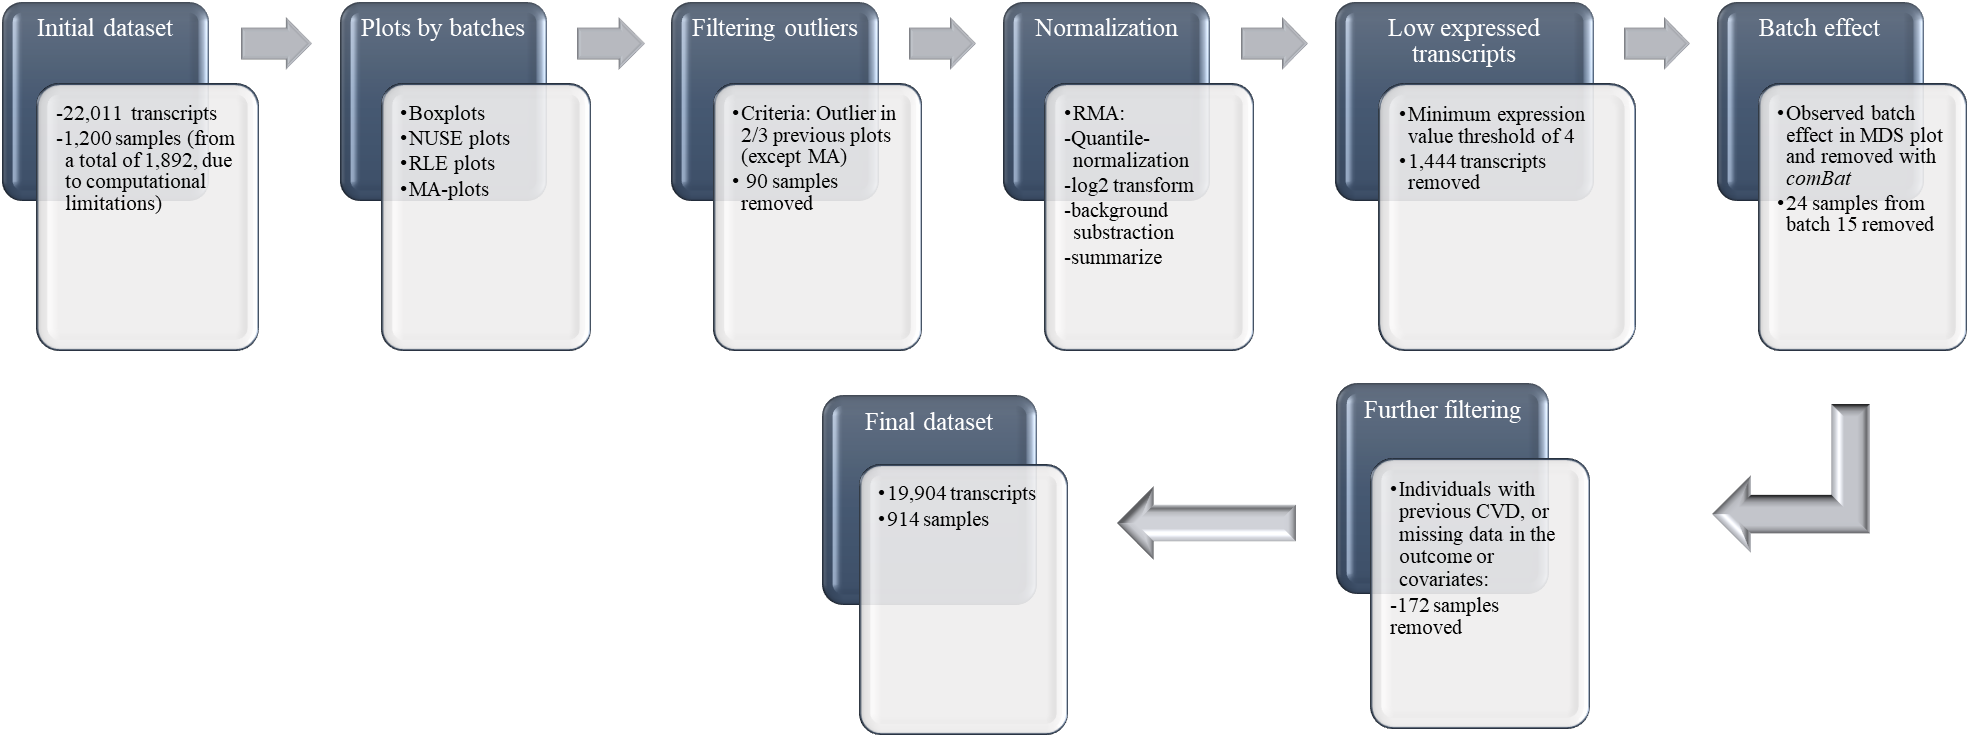 Initial dataset
-22,011 transcripts
-1,200 samples (from
a total of 1,892, due
to computational
limitations)
Plots by batches
•Boxplots
•NUSE plots
•RLE plots
•MA-plots
Filtering outliers
•Criteria: Outlier in
2/3 previous plots
(except MA)
• 90 samples
removed
Normalization
•RMA:
-Quantile-
normalization
-log2 transform
-background
substraction
-summarize
Low expressed
transcripts
•Minimum expression
value threshold of 4
•1,444 transcripts
removed
Batch effect
•Observed batch
effect in MDS plot
and removed with
comBat
•24 samples from
batch 15 removed
Further filtering
•Individuals with
previous CVD, or
missing data in the
outcome or
covariates:
-172 samples
removed
Final dataset
•19,904 transcripts
•914 samples